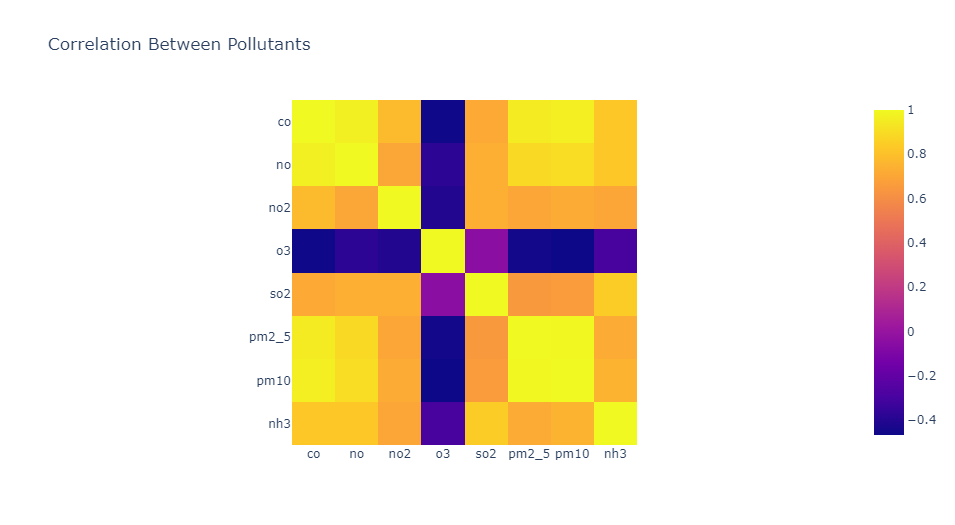 Correlation Between Pollutants
co
no
no2
o3
so2
pm2_5
pm10
nh3
co no no2 o3 so2 pm2_5 pm10 nh3
1
0.8
0.6
0.4
0.2
0
−0.2
−0.4